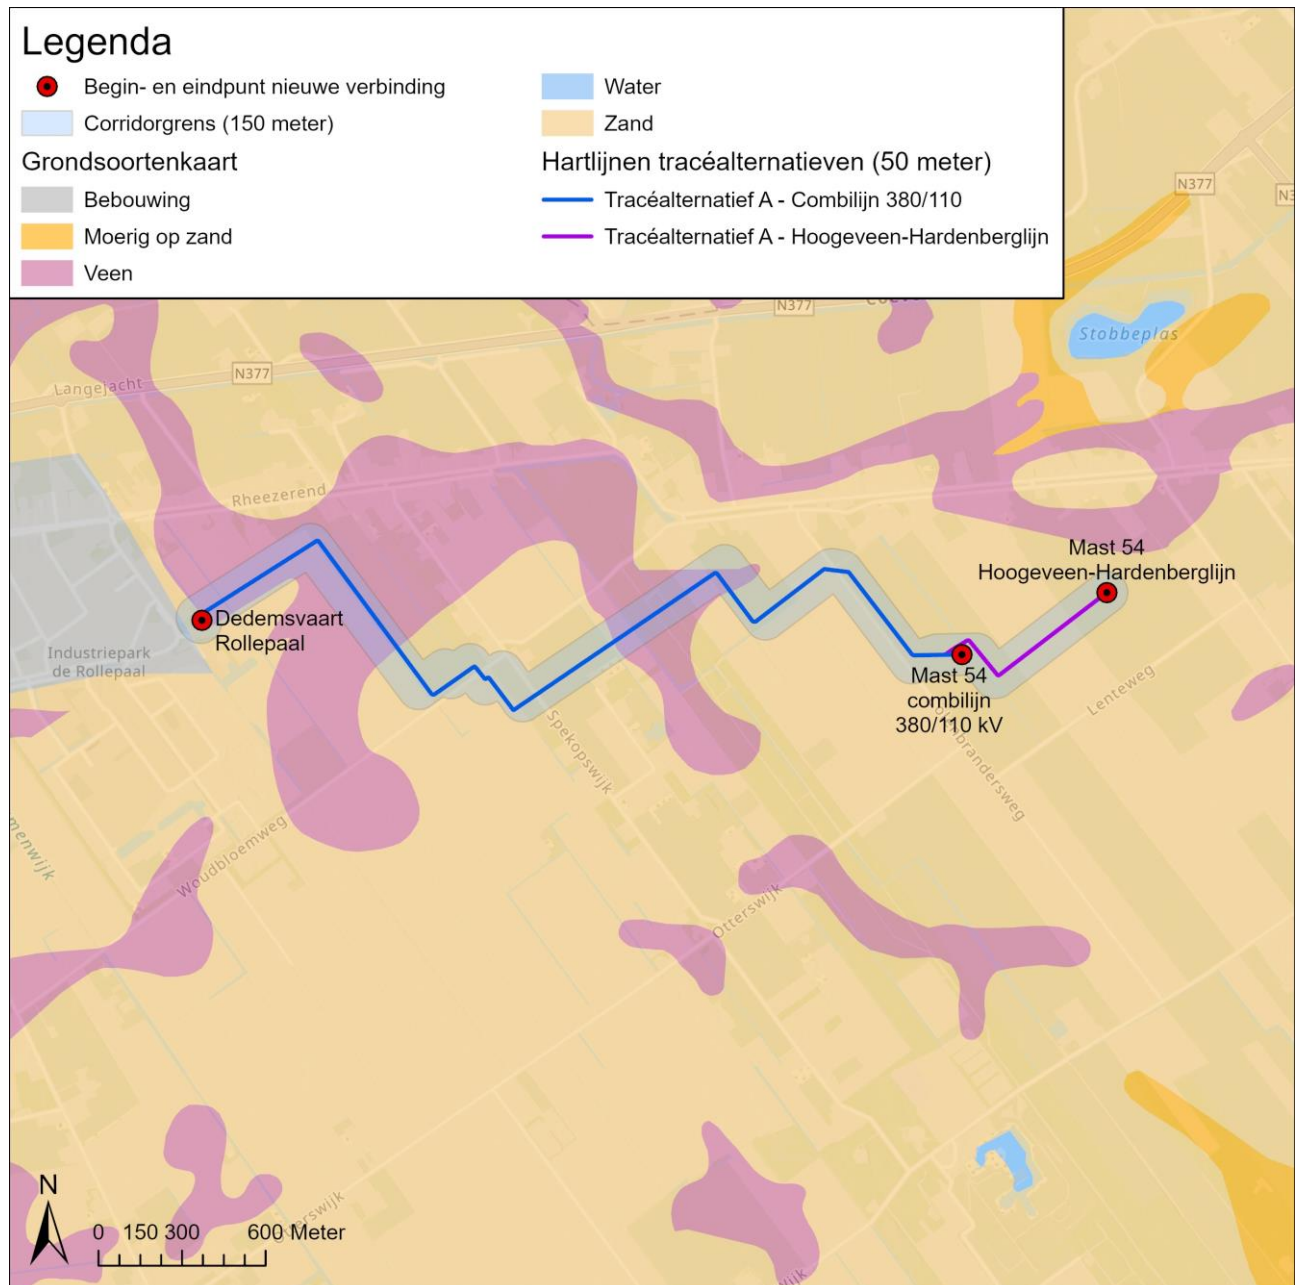 Legenda
Begin- en eindpunt nieuwe verbinding
Corridorgrens (150 meter)
Grondsoortenkaart
Bebouwing
Moerig op zand
Veen
Water
Zand
Hartlijnen tracéalternatieven (50 meter)
Tracéalternatief A - Combilijn 380/110
Tracéalternatief A - Hoogeveen-Hardenberglijn
N377
N377
Stobbeplas
N377
Langejacht
Rheezerend
Mast 54
Hoogeveen-Hardenberglijn
Dedemsvaart
Rollepaal
Industriepark
de Rollepaal
Mast 54
combilijn
380/110 kV
Lenteweg
Spekopswijk
Woudbloemweg
Otterswijk
Otterswijk
N
0 150 300 600 Meter